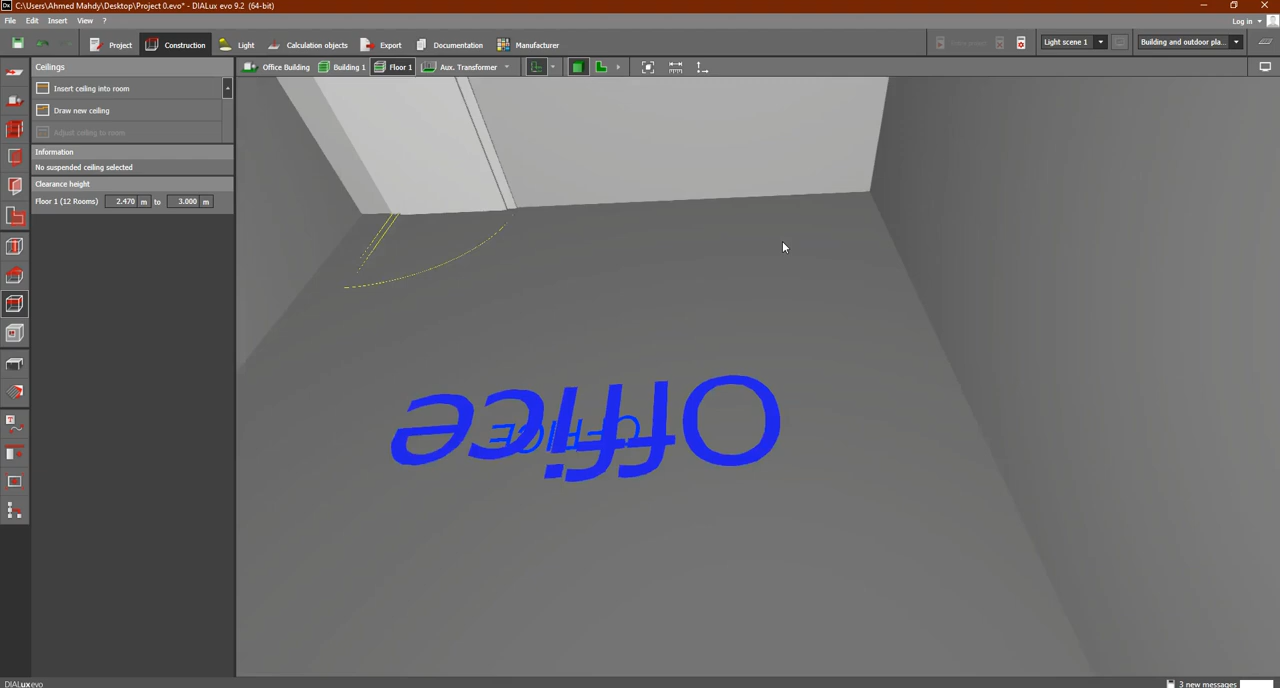 C:\Users\Ahmed Mahdy\Desktop\Project 0.evo* - DIALux evo 9.2 (64-bit)
File Edit Insert View ?
Log in
Project Construction Light Calculation objects Export Documentation Manufacturer
Light scene 1 Building and outdoor pla...
Ceilings
Office Building Building 1 Floor 1 Aux. Transformer
Insert ceiling into room
Draw new ceiling
Adjust ceiling to room
Information
No suspended ceiling selected
Clearance height
Floor 1 (12 Rooms) 2.470 m to 3.000 m
Office
OFFICE
DIALux evo
3 new messages